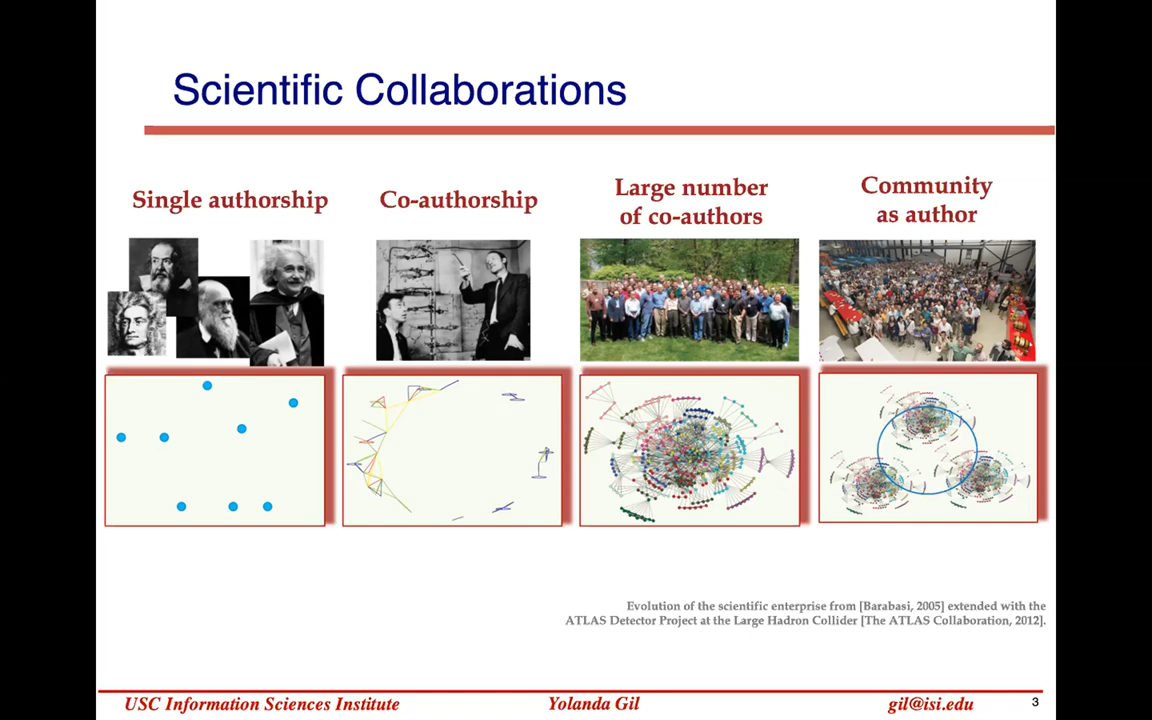 Scientific Collaborations
Single authorship
Co-authorship
Large number
of co-authors
Community
as author
Evolution of the scientific enterprise from [Barabasi, 2005] extended with the
ATLAS Detector Project at the Large Hadron Collider [The ATLAS Collaboration, 2012].
USC Information Sciences Institute
Yolanda Gil
gil@isi.edu
3